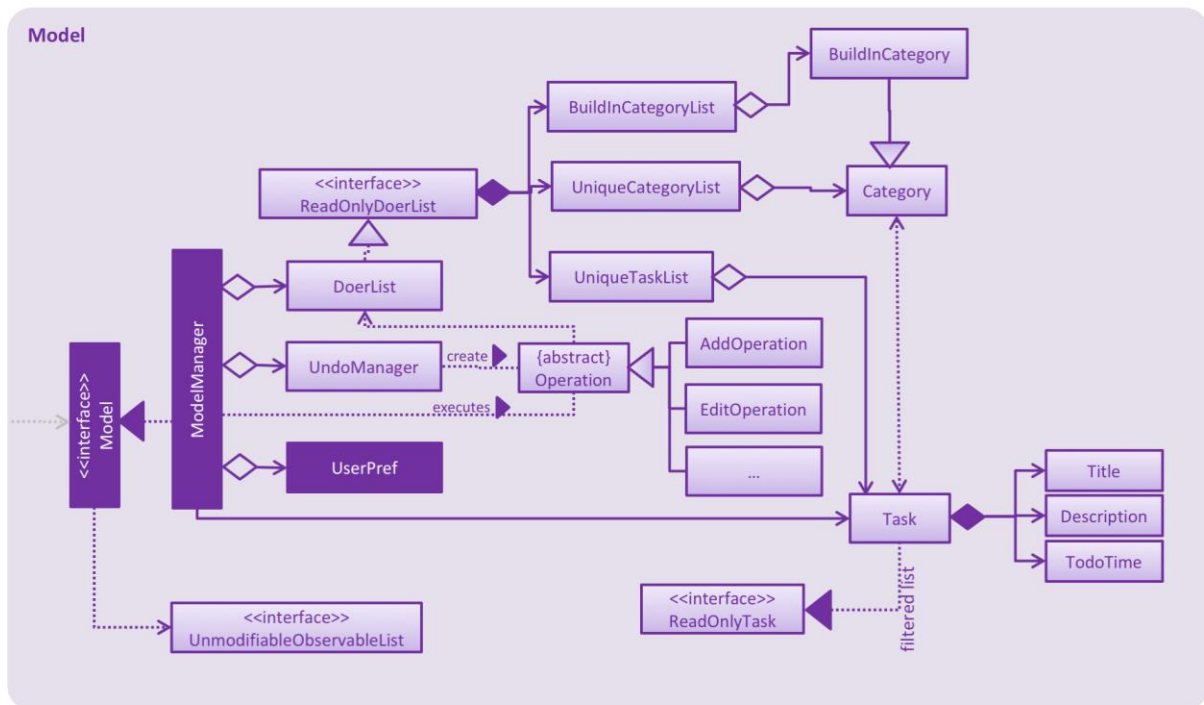 Model
BuildInCategory
BuildInCategoryList
<<interface>>
ReadOnlyDoerList
UniqueCategoryList
Category
DoerList
UniqueTaskList
ModelManager
<<interface>>
Model
UndoManager
create
{abstract}
Operation
AddOperation
executes
EditOperation
UserPref
...
Task
Title
Description
TodoTime
filtered list
<<interface>>
ReadOnlyTask
<<interface>>
UnmodifiableObservableList